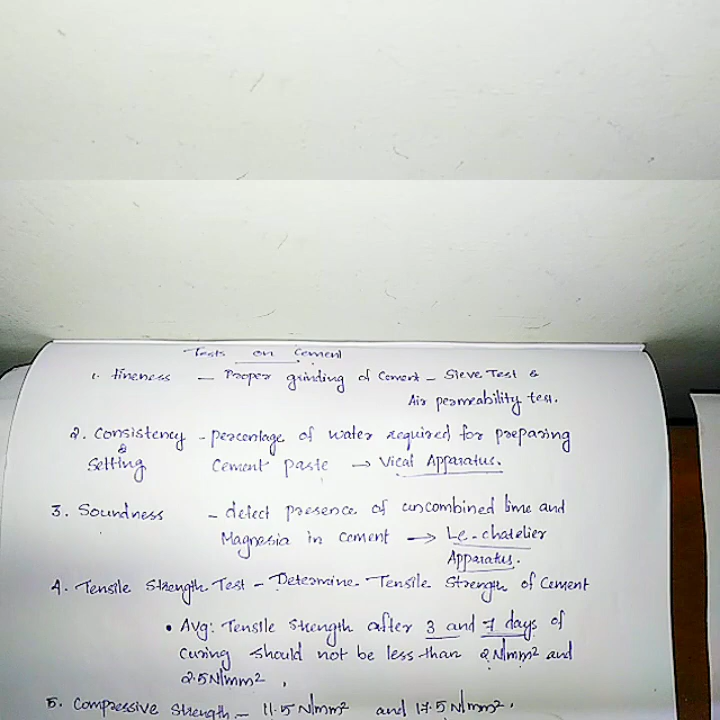 Tests on Cement
1. Fineness – Proper grinding of Cement – Sieve Test &
Air permeability test.
2. Consistency – percentage of water required for preparing
&
Setting Cement paste → Vicat Apparatus.
3. Soundness – detect presence of uncombined lime and
Magnesia in cement → Le-chatelier
Apparatus.
4. Tensile Strength Test – Determine Tensile Strength of Cement
• Avg: Tensile Strength after 3 and 7 days of
curing should not be less than 2 N/mm² and
2.5 N/mm².
5. Compressive Strength – 11.5 N/mm² and 17.5 N/mm².